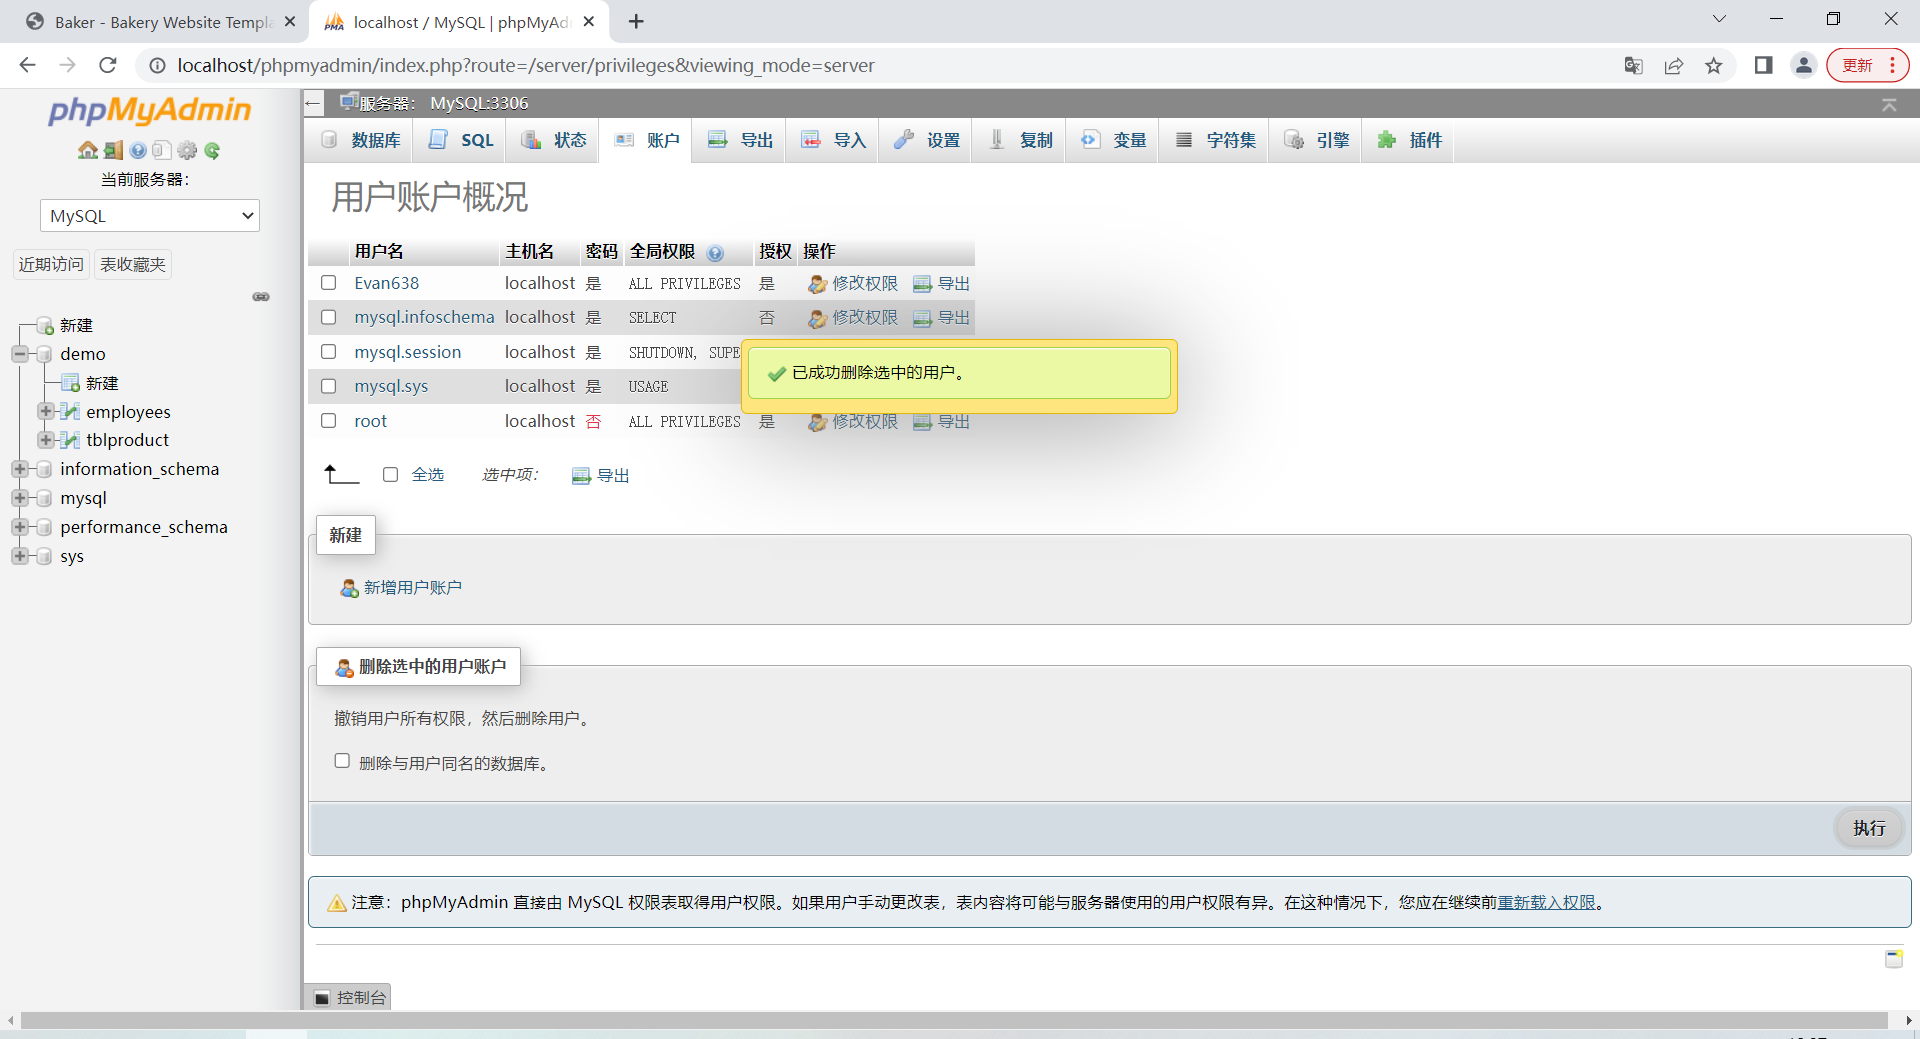 Baker - Bakery Website Templa
localhost / MySQL | phpMyAd
localhost/phpmyadmin/index.php?route=/server/privileges&viewing_mode=server
更新
phpMyAdmin
当前服务器：
MySQL
近期访问 表收藏夹
新建
demo
新建
employees
tblproduct
information_schema
mysql
performance_schema
sys
服务器： MySQL:3306
数据库 SQL 状态 账户 导出 导入 设置 复制 变量 字符集 引擎 插件
用户账户概况
用户名 主机名 密码 全局权限 授权 操作
Evan638 localhost 是 ALL PRIVILEGES 是 修改权限 导出
mysql.infoschema localhost 是 SELECT 否 修改权限 导出
mysql.session localhost 是 SHUTDOWN, SUPE
mysql.sys localhost 是 USAGE
已成功删除选中的用户。
root localhost 否 ALL PRIVILEGES 是 修改权限 导出
全选 选中项： 导出
新建
新增用户账户
删除选中的用户账户
撤销用户所有权限，然后删除用户。
删除与用户同名的数据库。
执行
注意：phpMyAdmin 直接由 MySQL 权限表取得用户权限。如果用户手动更改表，表内容将可能与服务器使用的用户权限有异。在这种情况下，您应在继续前重新载入权限。
控制台